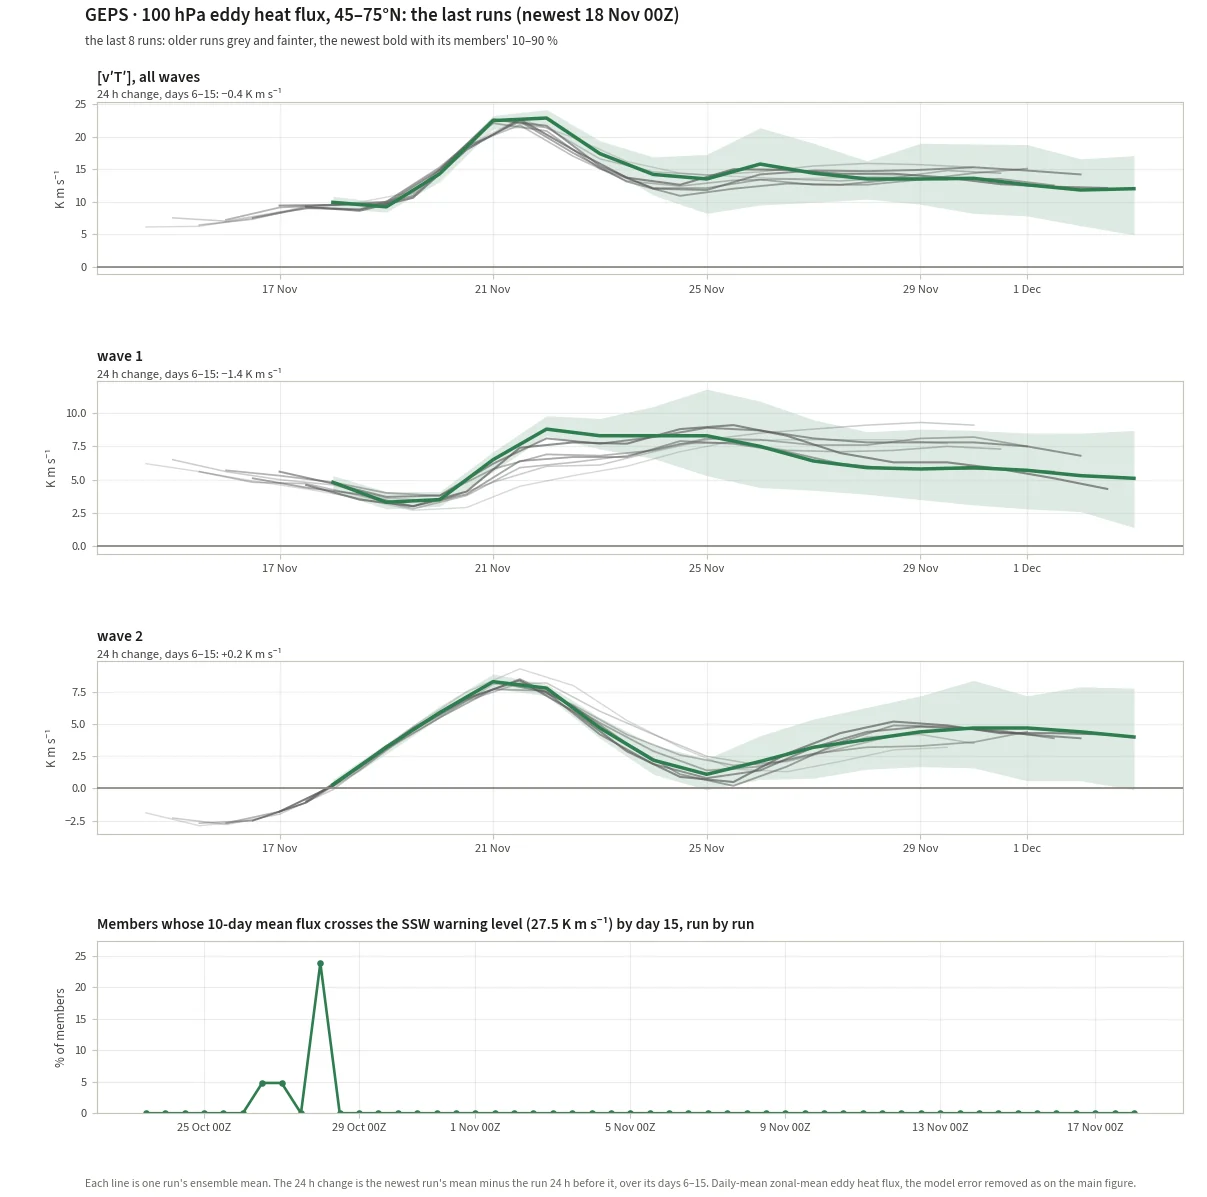 GEPS · 100 hPa eddy heat flux, 45–75°N: the last runs (newest 18 Nov 00Z)
the last 8 runs: older runs grey and fainter, the newest bold with its members' 10–90 %
[v′T′], all waves
24 h change, days 6–15: −0.4 K m s⁻¹
25
20
15
10
5
0
K m s⁻¹
17 Nov
21 Nov
25 Nov
29 Nov
1 Dec
wave 1
24 h change, days 6–15: −1.4 K m s⁻¹
10.0
7.5
5.0
2.5
0.0
K m s⁻¹
17 Nov
21 Nov
25 Nov
29 Nov
1 Dec
wave 2
24 h change, days 6–15: +0.2 K m s⁻¹
7.5
5.0
2.5
0.0
−2.5
K m s⁻¹
17 Nov
21 Nov
25 Nov
29 Nov
1 Dec
Members whose 10-day mean flux crosses the SSW warning level (27.5 K m s⁻¹) by day 15, run by run
25
20
15
10
5
0
% of members
25 Oct 00Z
29 Oct 00Z
1 Nov 00Z
5 Nov 00Z
9 Nov 00Z
13 Nov 00Z
17 Nov 00Z
Each line is one run's ensemble mean. The 24 h change is the newest run's mean minus the run 24 h before it, over its days 6–15. Daily-mean zonal-mean eddy heat flux, the model error removed as on the main figure.